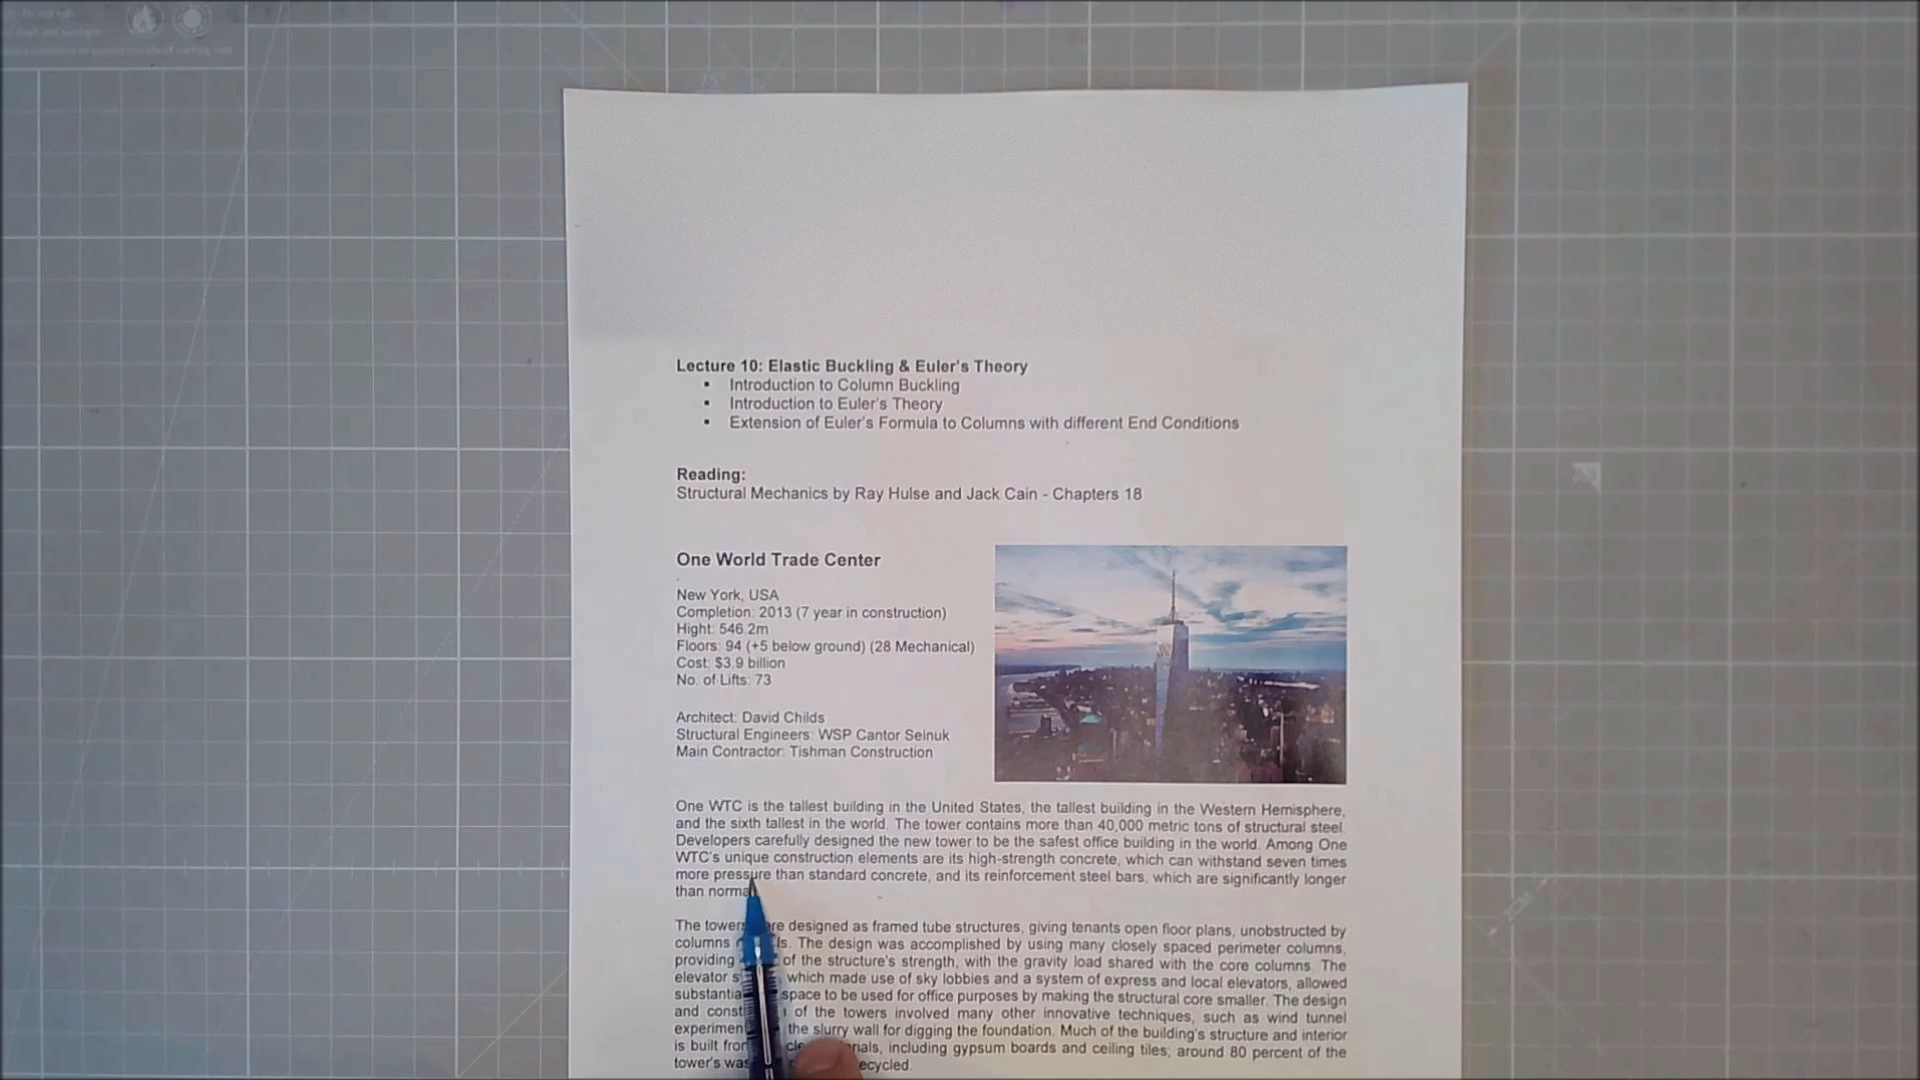 75°
Lecture 10: Elastic Buckling & Euler's Theory
▪ Introduction to Column Buckling
▪ Introduction to Euler's Theory
▪ Extension of Euler's Formula to Columns with different End Conditions
Reading:
Structural Mechanics by Ray Hulse and Jack Cain - Chapters 18
One World Trade Center
New York, USA
Completion: 2013 (7 year in construction)
Hight: 546.2m
Floors: 94 (+5 below ground) (28 Mechanical)
Cost: $3.9 billion
No. of Lifts: 73
Architect: David Childs
Structural Engineers: WSP Cantor Seinuk
Main Contractor: Tishman Construction
One WTC is the tallest building in the United States, the tallest building in the Western Hemisphere,
and the sixth tallest in the world. The tower contains more than 40,000 metric tons of structural steel.
Developers carefully designed the new tower to be the safest office building in the world. Among One
WTC's unique construction elements are its high-strength concrete, which can withstand seven times
more pressure than standard concrete, and its reinforcement steel bars, which are significantly longer
than
The designed as framed tube structures, giving tenants open floor plans, unobstructed by
columns The design was accomplished by using many closely spaced perimeter columns,
providing of the structure's strength, with the gravity load shared with the core columns. The
elevator which made use of sky lobbies and a system of express and local elevators, allowed
space to be used for office purposes by making the structural core smaller. The design
and of the towers involved many other innovative techniques, such as wind tunnel
the slurry wall for digging the foundation. Much of the building's structure and interior
is built including gypsum boards and ceiling tiles; around 80 percent of the
tower's